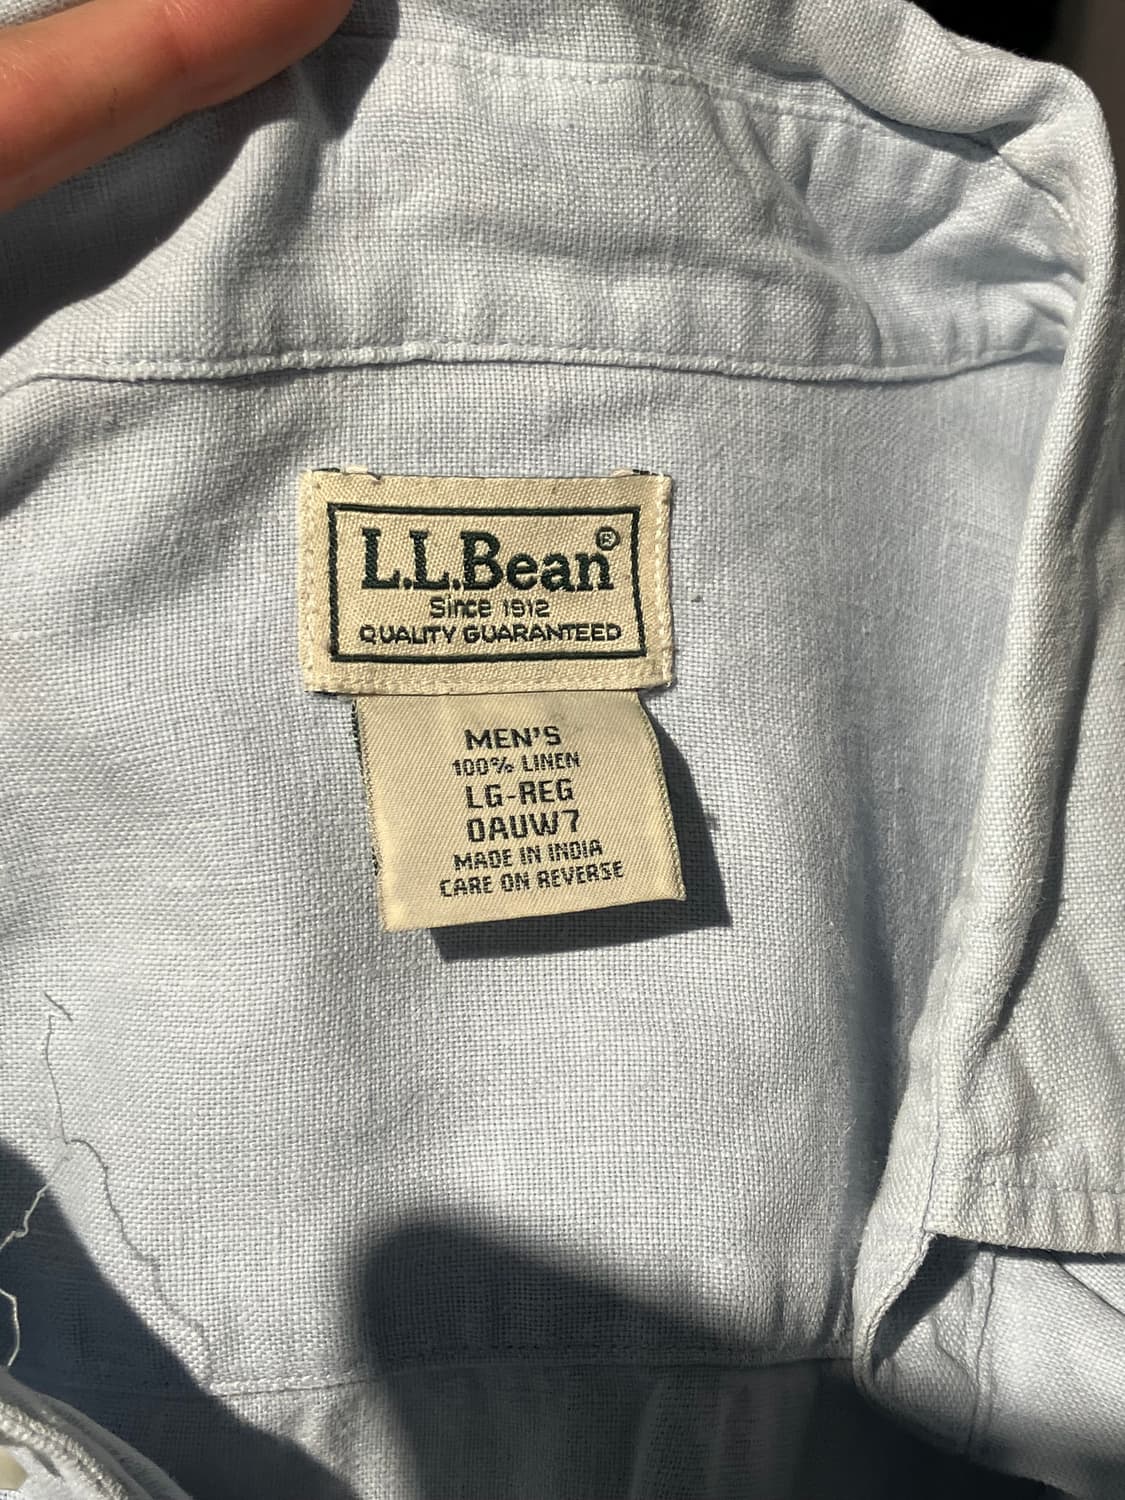 L.L.Bean®
Since 1912
QUALITY GUARANTEED
MEN'S
100% LINEN
LG-REG
0AUW7
MADE IN INDIA
CARE ON REVERSE